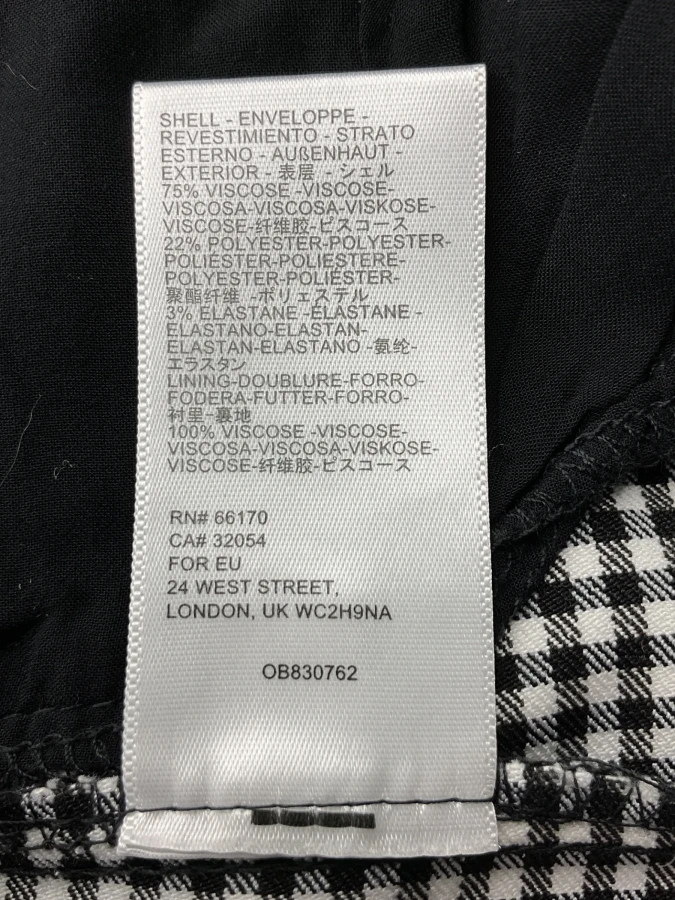 SHELL - ENVELOPPE -
REVESTIMIENTO - STRATO
ESTERNO - AUßENHAUT -
EXTERIOR - 表层 - シェル
75% VISCOSE -VISCOSE-
VISCOSA-VISCOSA-VISKOSE-
VISCOSE-纤维胶-ピスコース
22% POLYESTER-POLYESTER-
POLIÉSTER-POLIESTERE-
POLYESTER-POLIÉSTER-
聚酯纤维 -ポリェステル
3% ELASTANE -ELASTANE -
ELASTANO-ELASTAN-
ELASTAN-ELASTANO -氨纶-
エラスタン
LINING-DOUBLURE-FORRO-
FODERA-FUTTER-FORRO-
衬里-裏地
100% VISCOSE -VISCOSE-
VISCOSA-VISCOSA-VISKOSE-
VISCOSE-纤维胶-ピスコース
RN# 66170
CA# 32054
FOR EU
24 WEST STREET,
LONDON, UK WC2H9NA
OB830762